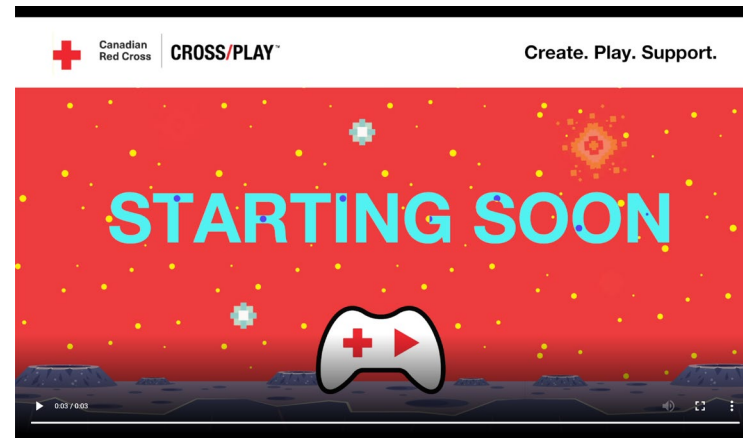 Canadian
Red Cross
CROSS/PLAY™
Create. Play. Support.
STARTING SOON
0:03 / 0:03